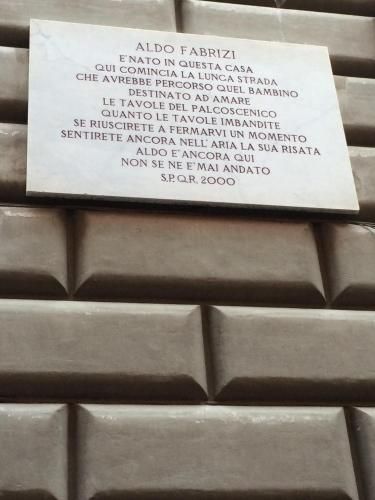 ALDO FABRIZI
E' NATO IN QUESTA CASA
QUI COMINCIA LA LUNGA STRADA
CHE AVREBBE PERCORSO QUEL BAMBINO
DESTINATO AD AMARE
LE TAVOLE DEL PALCOSCENICO
QUANTO LE TAVOLE IMBANDITE
SE RIUSCIRETE A FERMARVI UN MOMENTO
SENTIRETE ANCORA NELL' ARIA LA SUA RISATA
ALDO E' ANCORA QUI
NON SE NE E' MAI ANDATO
S.P.Q.R. 2000